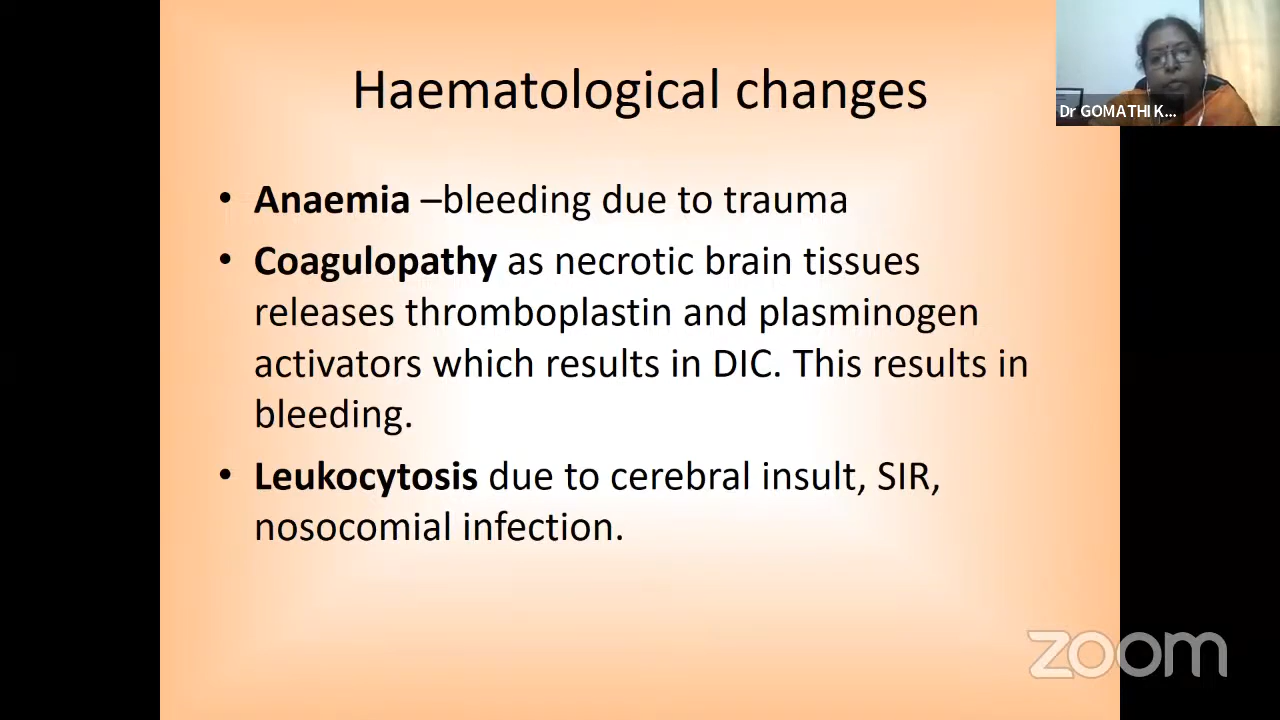 Haematological changes
Dr GOMATHI K...
• Anaemia –bleeding due to trauma
• Coagulopathy as necrotic brain tissues
releases thromboplastin and plasminogen
activators which results in DIC. This results in
bleeding.
• Leukocytosis due to cerebral insult, SIR,
nosocomial infection.
zoom